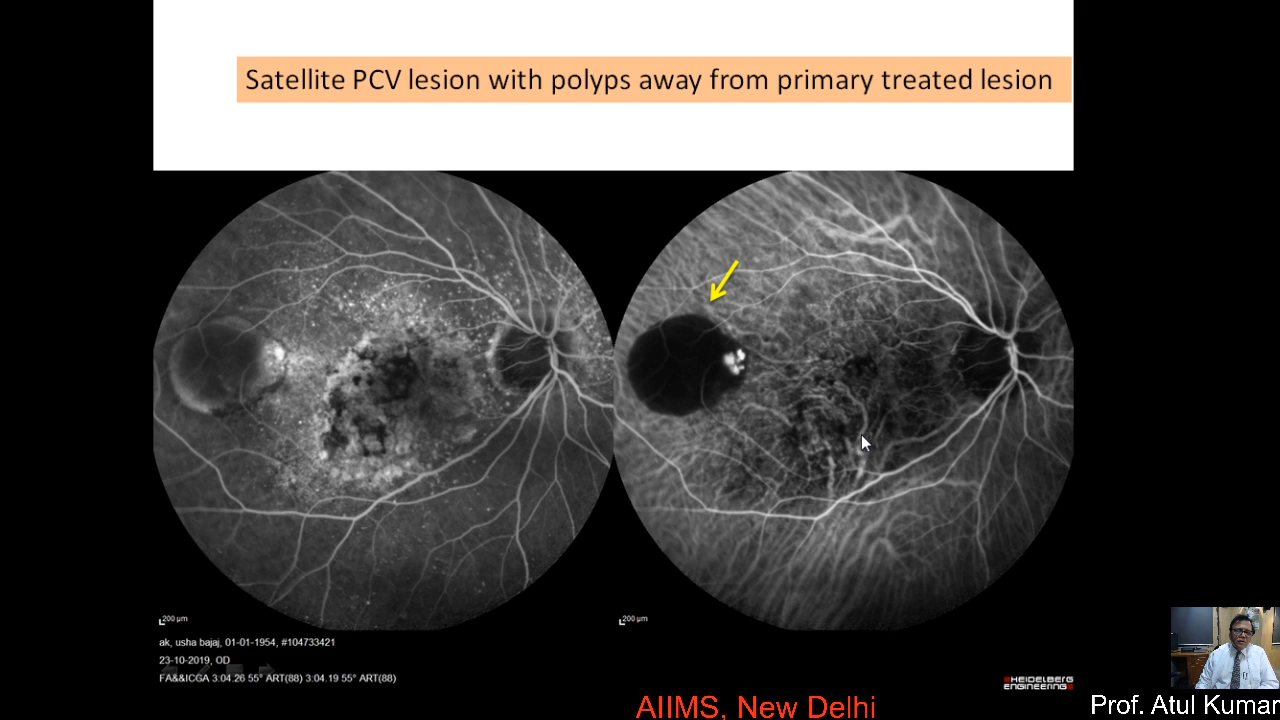 Satellite PCV lesion with polyps away from primary treated lesion
200 µm
200 µm
ak, usha bajaj, 01-01-1954, #104733421
23-10-2019, OD
FA&&ICGA 3:04.26 55° ART(88) 3:04.19 55° ART(88)
HEIDELBERG
ENGINEERING
AIIMS, New Delhi
Prof. Atul Kumar